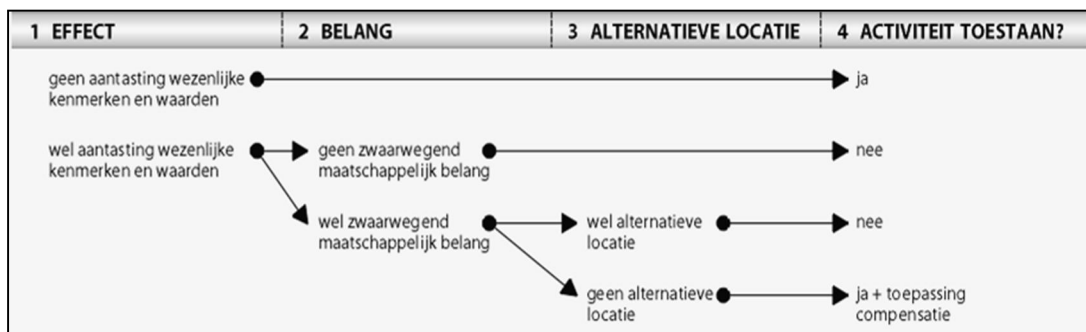 1 EFFECT
2 BELANG
3 ALTERNATIEVE LOCATIE
4 ACTIVITEIT TOESTAAN?
geen aantasting wezenlijke
kenmerken en waarden
ja
wel aantasting wezenlijke
kenmerken en waarden
geen zwaarwegend
maatschappelijk belang
nee
wel zwaarwegend
maatschappelijk belang
wel alternatieve
locatie
nee
geen alternatieve
locatie
ja + toepassing
compensatie